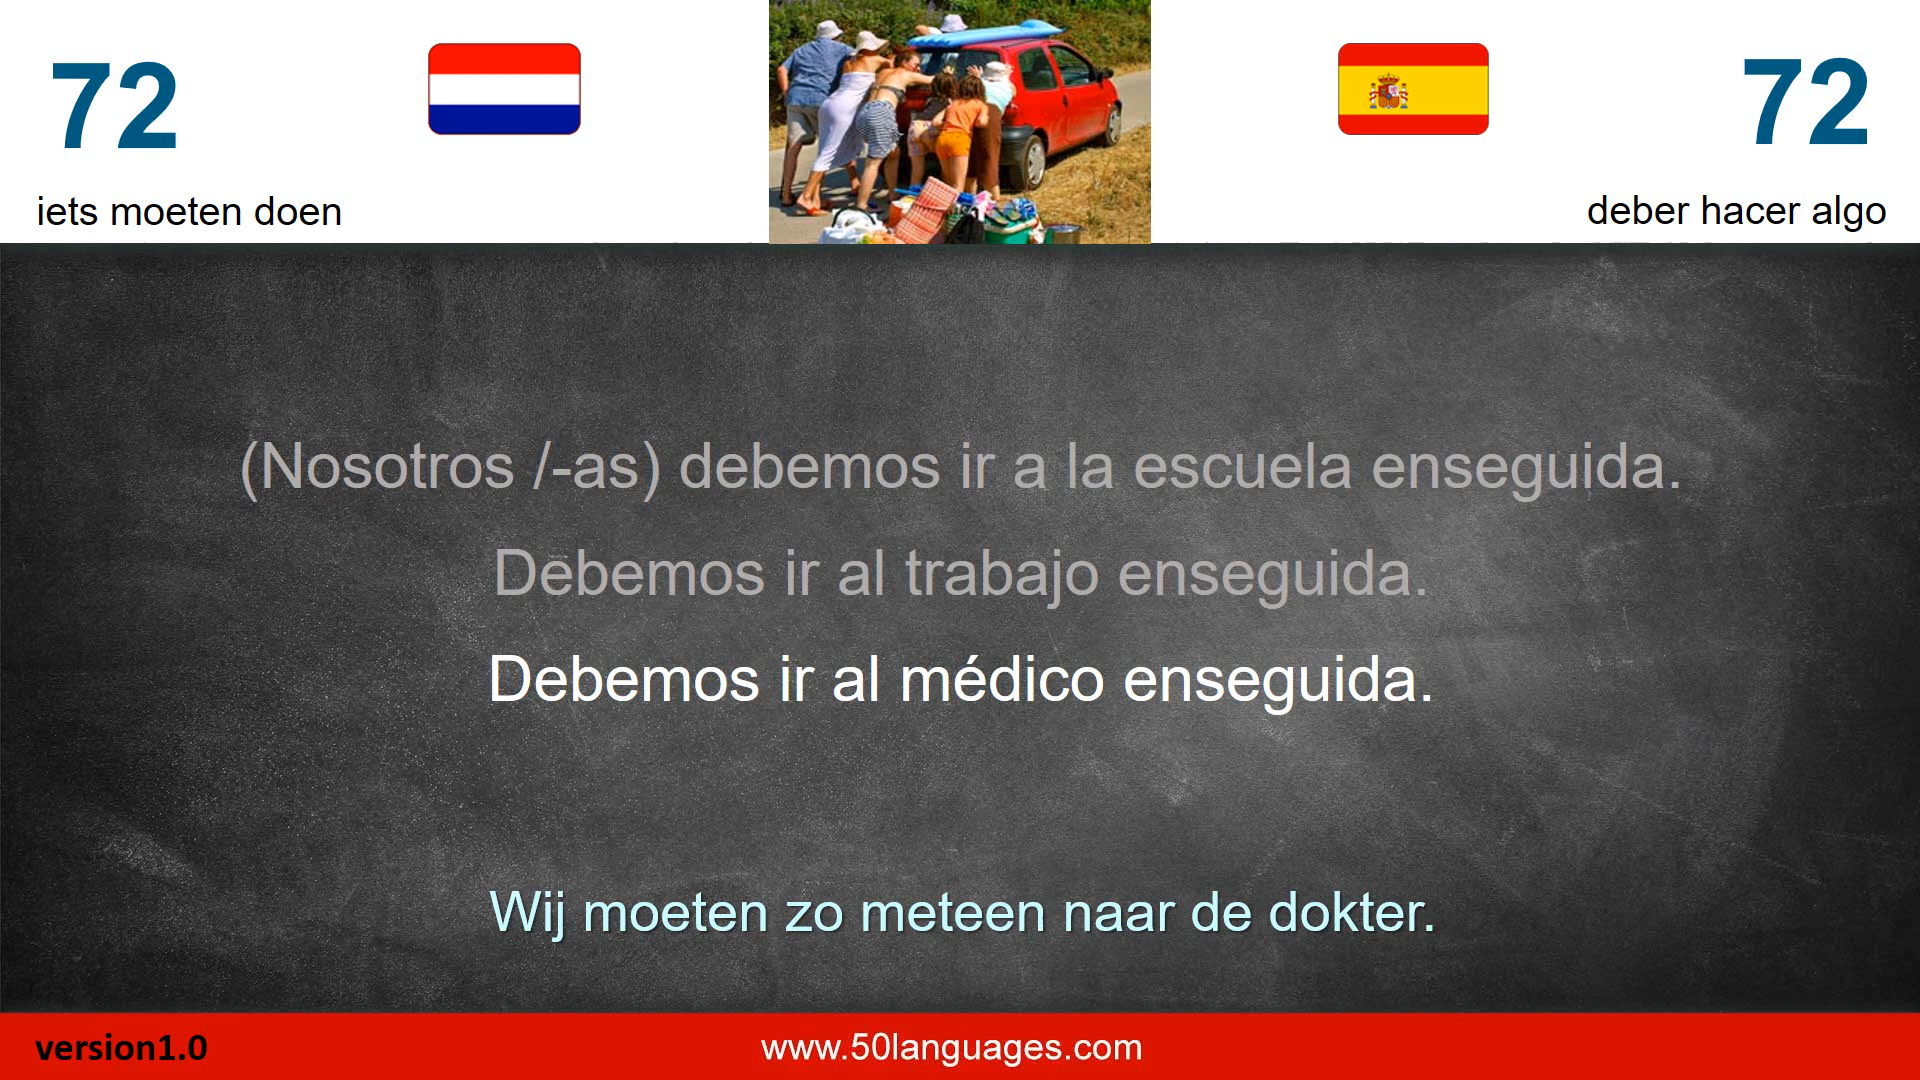 72
72
iets moeten doen
deber hacer algo
(Nosotros /-as) debemos ir a la escuela enseguida.
Debemos ir al trabajo enseguida.
Debemos ir al médico enseguida.
Wij moeten zo meteen naar de dokter.
version1.0
www.50languages.com